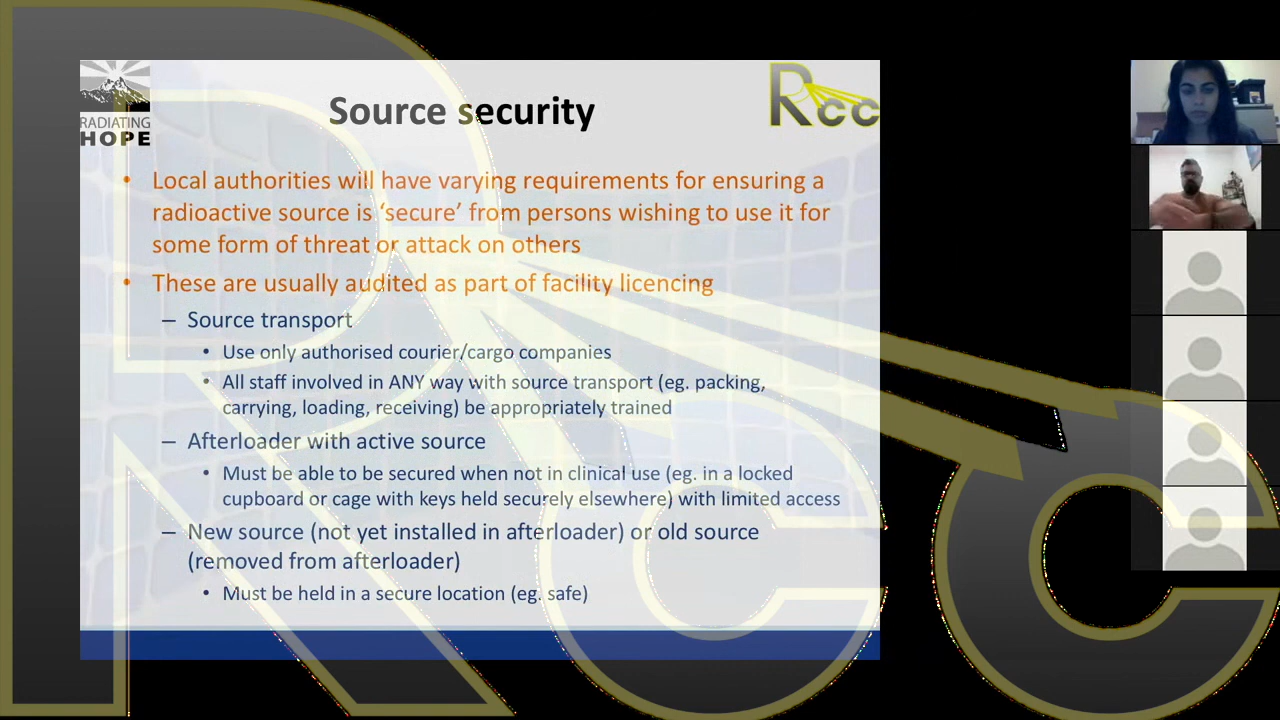 RADIATING
HOPE
Source security
Rcc
• Local authorities will have varying requirements for ensuring a
radioactive source is ‘secure’ from persons wishing to use it for
some form of threat or attack on others
• These are usually audited as part of facility licencing
– Source transport
• Use only authorised courier/cargo companies
• All staff involved in ANY way with source transport (eg. packing,
carrying, loading, receiving) be appropriately trained
– Afterloader with active source
• Must be able to be secured when not in clinical use (eg. in a locked
cupboard or cage with keys held securely elsewhere) with limited access
– New source (not yet installed in afterloader) or old source
(removed from afterloader)
• Must be held in a secure location (eg. safe)
Rcc